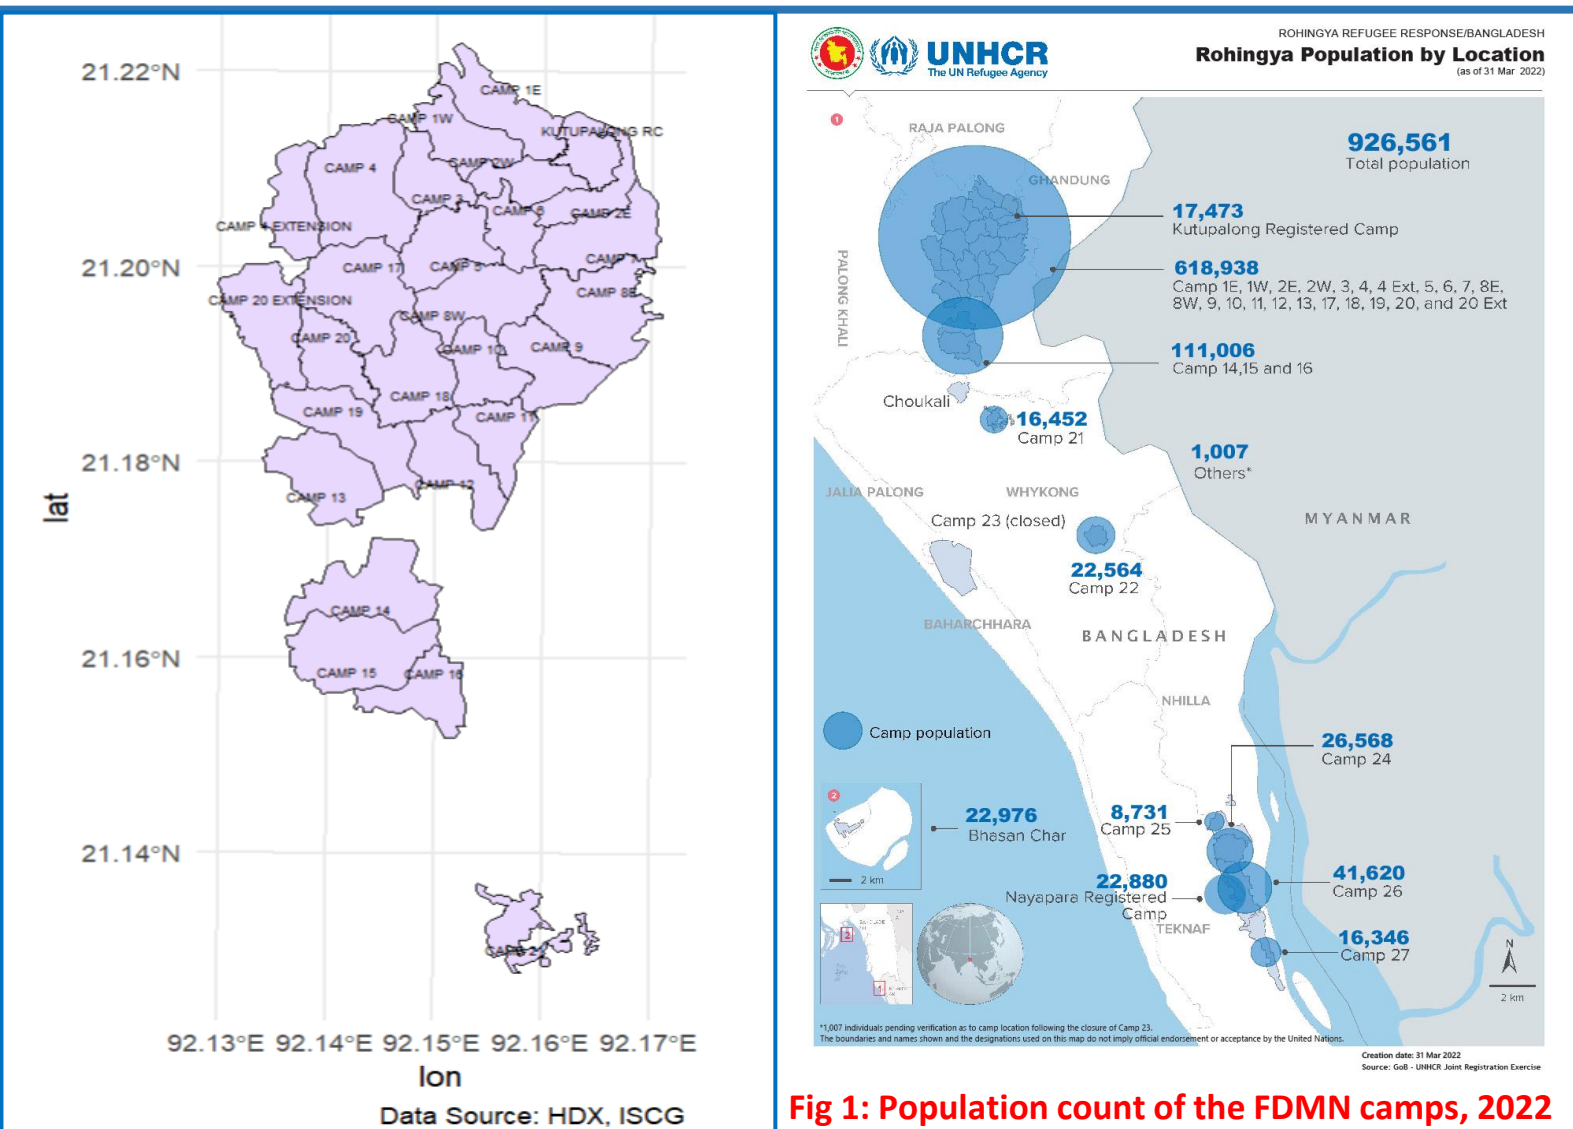 21.22°N
21.20°N
21.18°N
21.16°N
21.14°N
lat
CAMP 1E
CAMP 1W
KUTUPALONG RC
CAMP 2W
CAMP 4
CAMP 3
CAMP 6
CAMP 2E
CAMP 4 EXTENSION
CAMP 17
CAMP 5
CAMP 7
CAMP 20 EXTENSION
CAMP 8E
CAMP 8W
CAMP 20
CAMP 10
CAMP 9
CAMP 18
CAMP 19
CAMP 11
CAMP 13
CAMP 12
CAMP 14
CAMP 15
CAMP 16
92.13°E 92.14°E 92.15°E 92.16°E 92.17°E
lon
Data Source: HDX, ISCG
UNHCR
The UN Refugee Agency
ROHINGYA REFUGEE RESPONSE/BANGLADESH
Rohingya Population by Location
(as of 31 Mar 2022)
1
RAJA PALONG
GHANDUNG
PALONG KHALI
926,561
Total population
17,473
Kutupalong Registered Camp
618,938
Camp 1E, 1W, 2E, 2W, 3, 4, 4 Ext, 5, 6, 7, 8E,
8W, 9, 10, 11, 12, 13, 17, 18, 19, 20, and 20 Ext
111,006
Camp 14,15 and 16
Choukali
16,452
Camp 21
1,007
Others*
JALIA PALONG
WHYKONG
MYANMAR
Camp 23 (closed)
22,564
Camp 22
BAHARCHHARA
BANGLADESH
NHILLA
Camp population
26,568
Camp 24
2
2 km
22,976
Bhasan Char
8,731
Camp 25
22,880
Nayapara Registered
Camp
41,620
Camp 26
TEKNAF
16,346
Camp 27
2
1
N
2 km
*1,007 individuals pending verification as to camp location following the closure of Camp 23.
The boundaries and names shown and the designations used on this map do not imply official endorsement or acceptance by the United Nations.
Creation date: 31 Mar 2022
Source: GoB - UNHCR Joint Registration Exercise
Fig 1: Population count of the FDMN camps, 2022